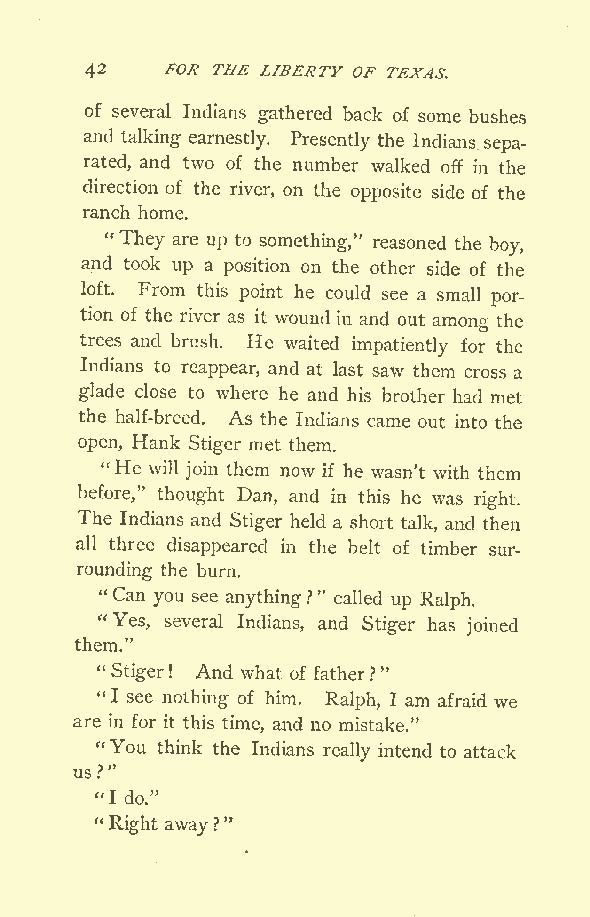 42 FOR THE LIBERTY OF TEXAS.
of several Indians gathered back of some bushes
and talking earnestly. Presently the Indians sepa-
rated, and two of the number walked off in the
direction of the river, on the opposite side of the
ranch home.
"They are up to something," reasoned the boy,
and took up a position on the other side of the
loft. From this point he could see a small por-
tion of the river as it wound in and out among the
trees and brush. He waited impatiently for the
Indians to reappear, and at last saw them cross a
glade close to where he and his brother had met
the half-breed. As the Indians came out into the
open, Hank Stiger met them.
"He will join them now if he wasn't with them
before," thought Dan, and in this he was right.
The Indians and Stiger held a short talk, and then
all three disappeared in the belt of timber sur-
rounding the burn.
"Can you see anything?" called up Ralph.
"Yes, several Indians, and Stiger has joined
them."
"Stiger! And what of father?"
"I see nothing of him. Ralph, I am afraid we
are in for it this time, and no mistake."
"You think the Indians really intend to attack
us?"
"I do."
"Right away?"